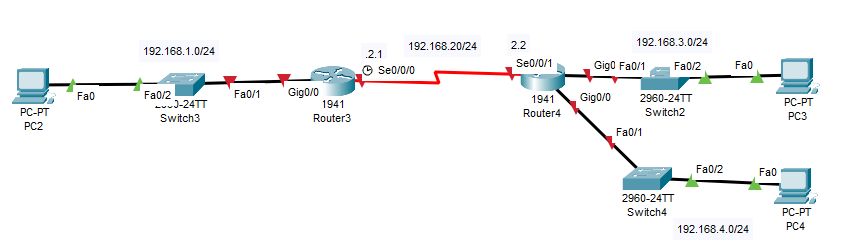 192.168.1.0/24
Fa0
Fa0/2
PC-PT
PC2
2960-24TT
Switch3
Fa0/1
Gig0/0
1941
Router3
.2.1
Se0/0/0
192.168.20/24
2.2
Se0/0/1
1941
Router4
Gig0
Fa0/1
192.168.3.0/24
Fa0/2
2960-24TT
Switch2
Fa0
PC-PT
PC3
Gig0/0
Fa0/1
2960-24TT
Switch4
Fa0/2
Fa0
PC-PT
PC4
192.168.4.0/24